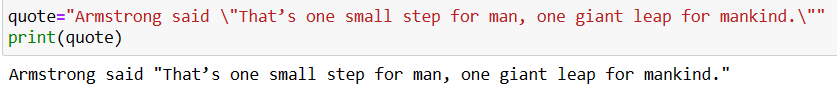 quote="Armstrong said \"That’s one small step for man, one giant leap for mankind.\""
print(quote)
Armstrong said "That’s one small step for man, one giant leap for mankind."